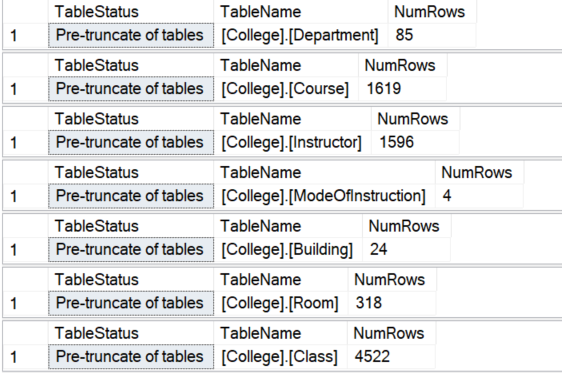 TableStatus TableName NumRows
1 Pre-truncate of tables [College].[Department] 85
TableStatus TableName NumRows
1 Pre-truncate of tables [College].[Course] 1619
TableStatus TableName NumRows
1 Pre-truncate of tables [College].[Instructor] 1596
TableStatus TableName NumRows
1 Pre-truncate of tables [College].[ModeOfInstruction] 4
TableStatus TableName NumRows
1 Pre-truncate of tables [College].[Building] 24
TableStatus TableName NumRows
1 Pre-truncate of tables [College].[Room] 318
TableStatus TableName NumRows
1 Pre-truncate of tables [College].[Class] 4522